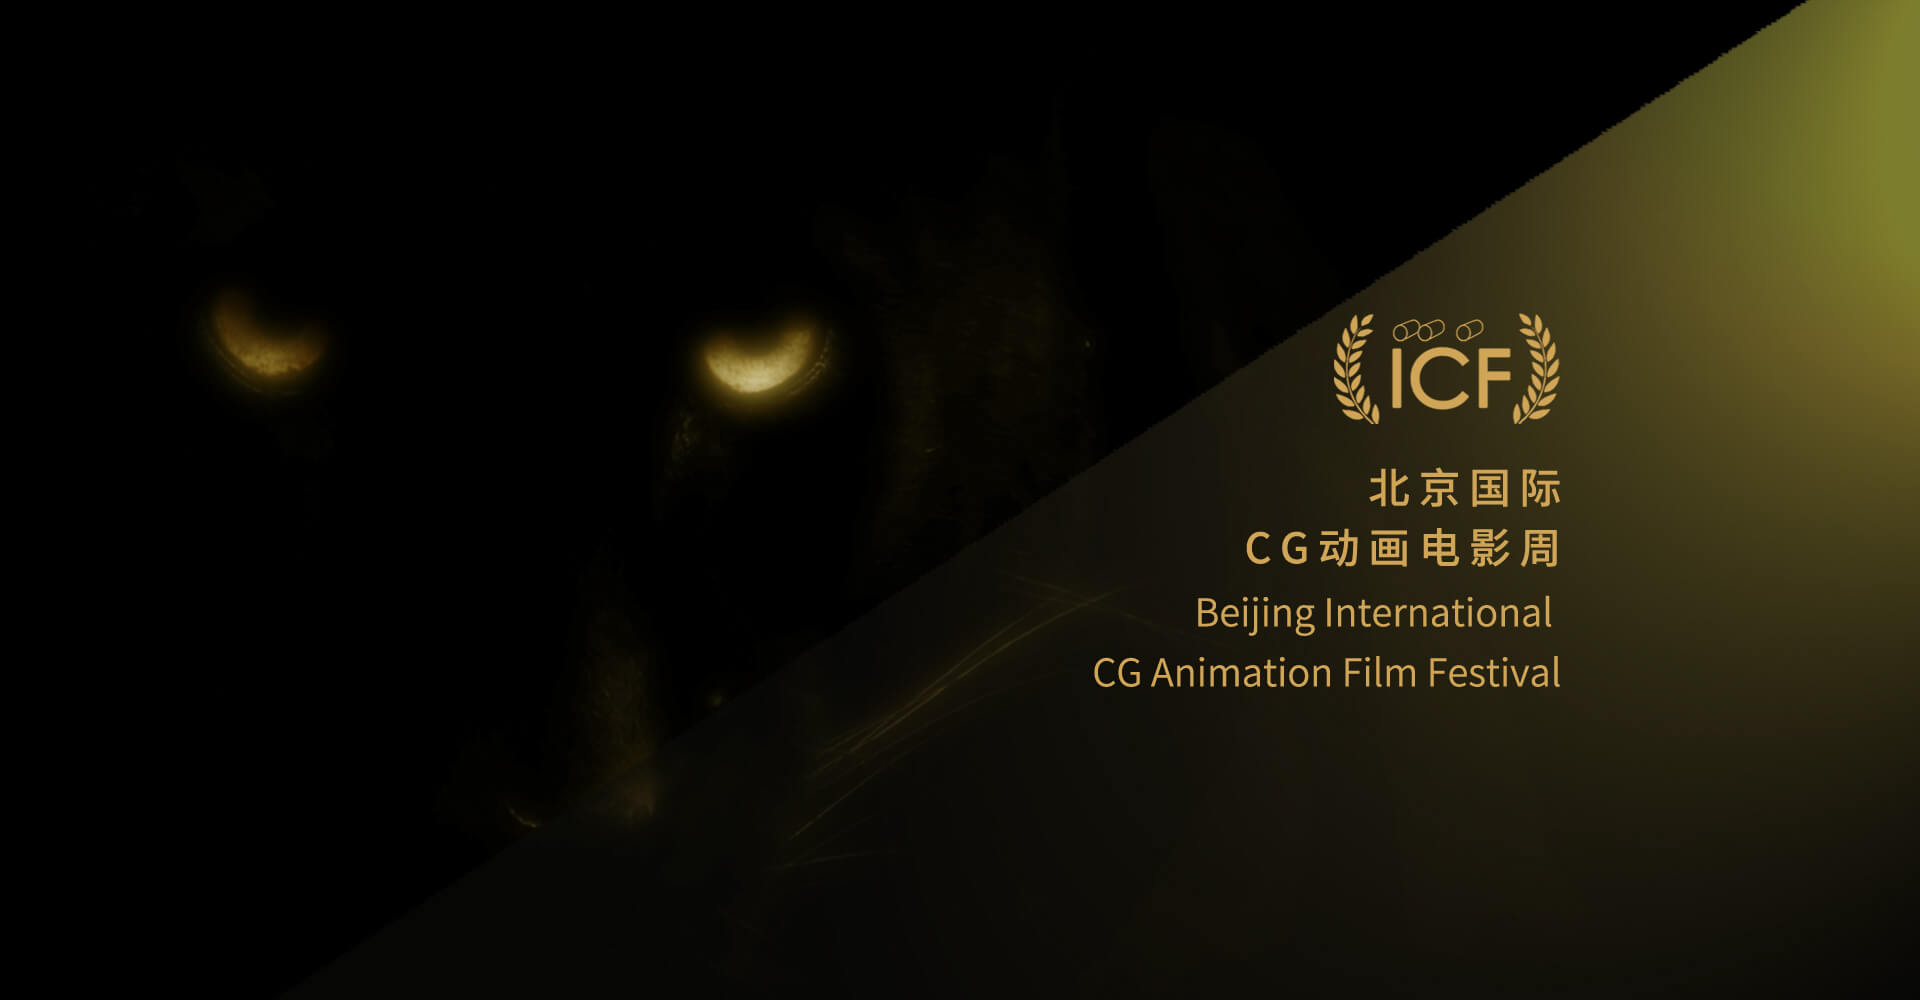 ICF
北京国际
CG动画电影周
Beijing International
CG Animation Film Festival